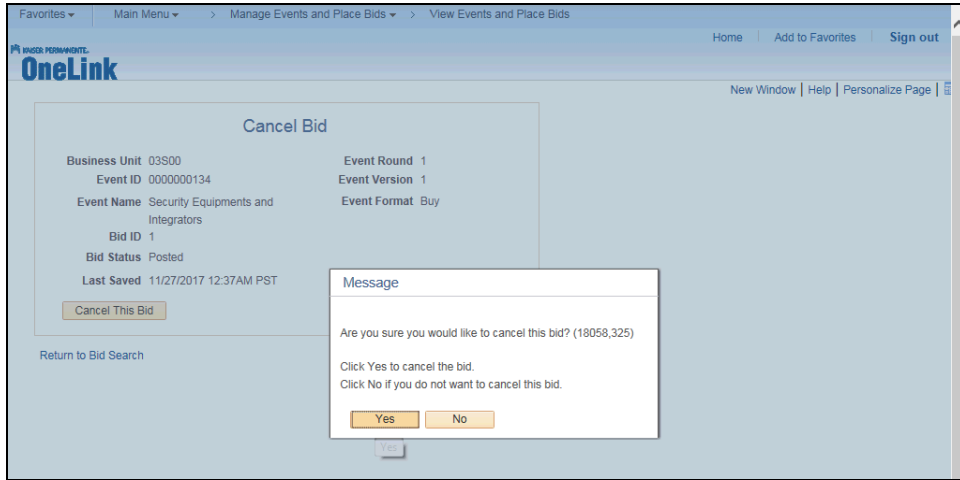 Favorites Main Menu > Manage Events and Place Bids > View Events and Place Bids
Home Add to Favorites Sign out
KAISER PERMANENTE.
OneLink
New Window | Help | Personalize Page |
Cancel Bid
Business Unit 03S00 Event Round 1
Event ID 0000000134 Event Version 1
Event Name Security Equipments and Event Format Buy
Integrators
Bid ID 1
Bid Status Posted
Last Saved 11/27/2017 12:37AM PST
Cancel This Bid
Return to Bid Search
Message
Are you sure you would like to cancel this bid? (18058,325)
Click Yes to cancel the bid.
Click No if you do not want to cancel this bid.
Yes No
Yes